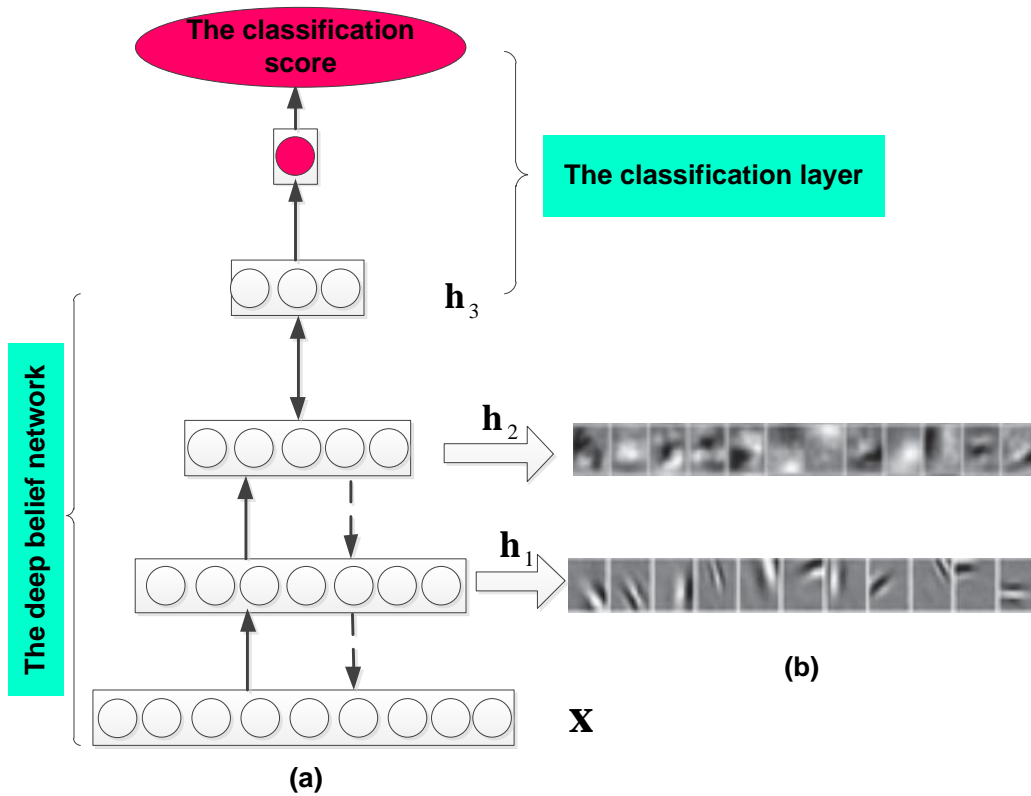 The classification
score
The classification layer
h3
The deep belief network
h2
h1
(b)
x
(a)